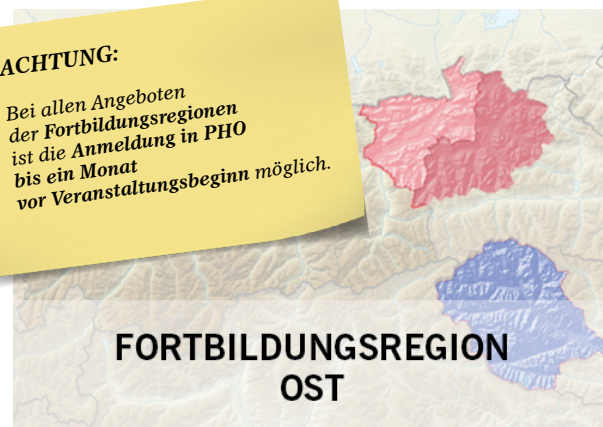 ACHTUNG:
Bei allen Angeboten
der Fortbildungsregionen
ist die Anmeldung in PHO
bis ein Monat
vor Veranstaltungsbeginn möglich.
FORTBILDUNGSREGION
OST